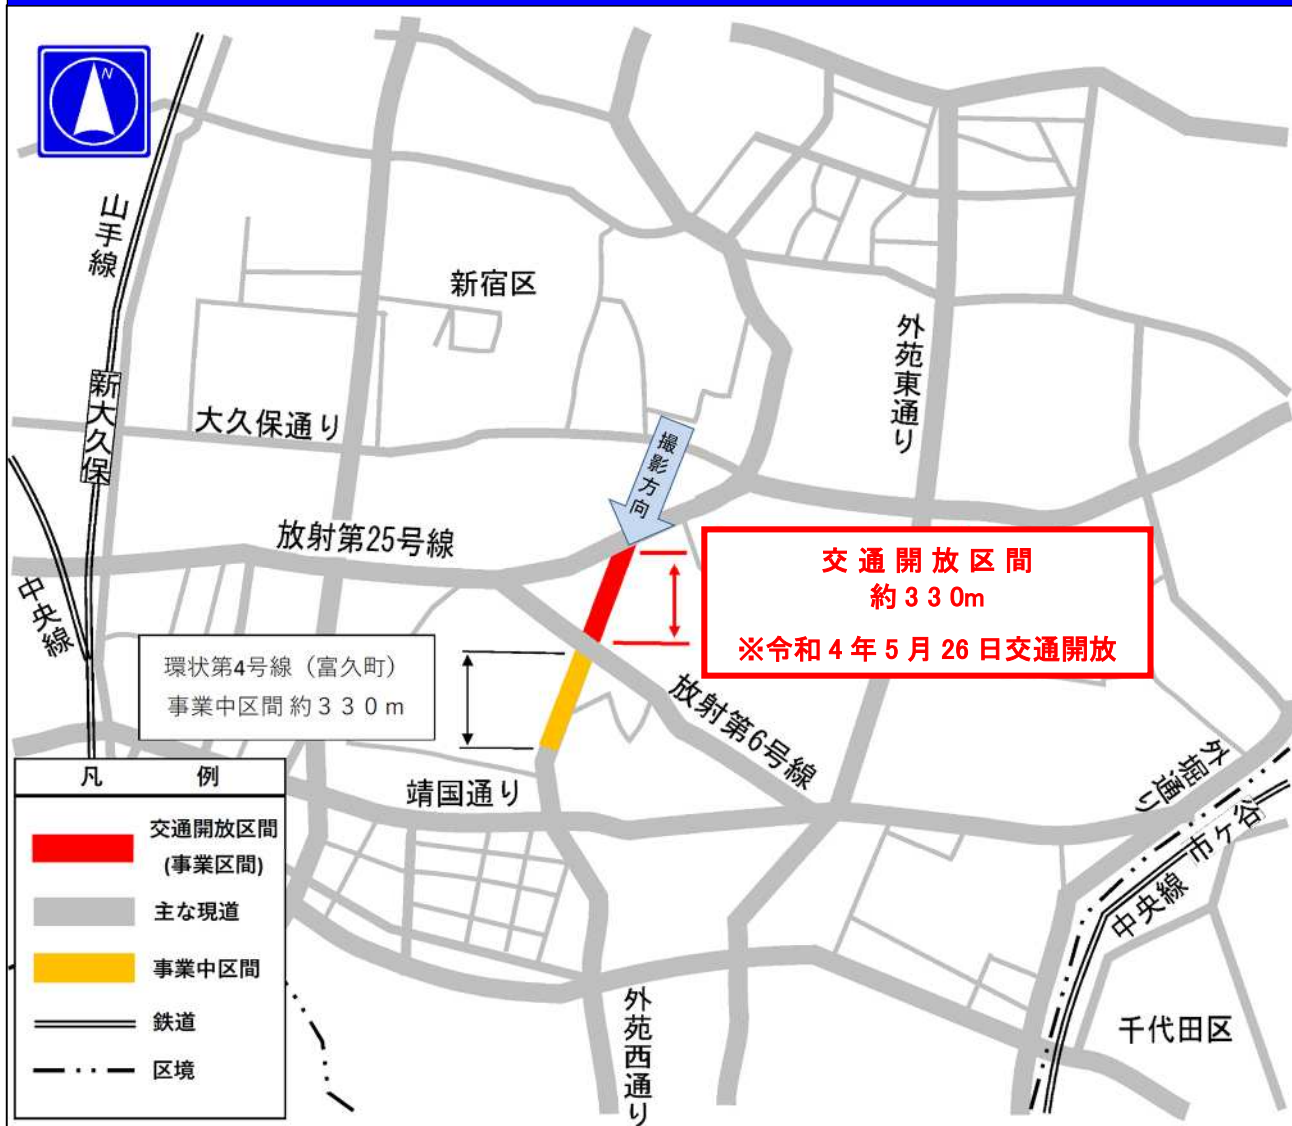 N
山手線
新宿区
外苑東通り
新大久保
大久保通り
撮影方向
放射第25号線
交通開放区間
約330m
※令和4年5月26日交通開放
中央線
環状第4号線（富久町）
事業中区間 約３３０ｍ
放射第6号線
外堀通り
靖国通り
市ケ谷
中央線
凡 例
交通開放区間
(事業区間)
主な現道
事業中区間
鉄道
区境
外苑西通り
千代田区